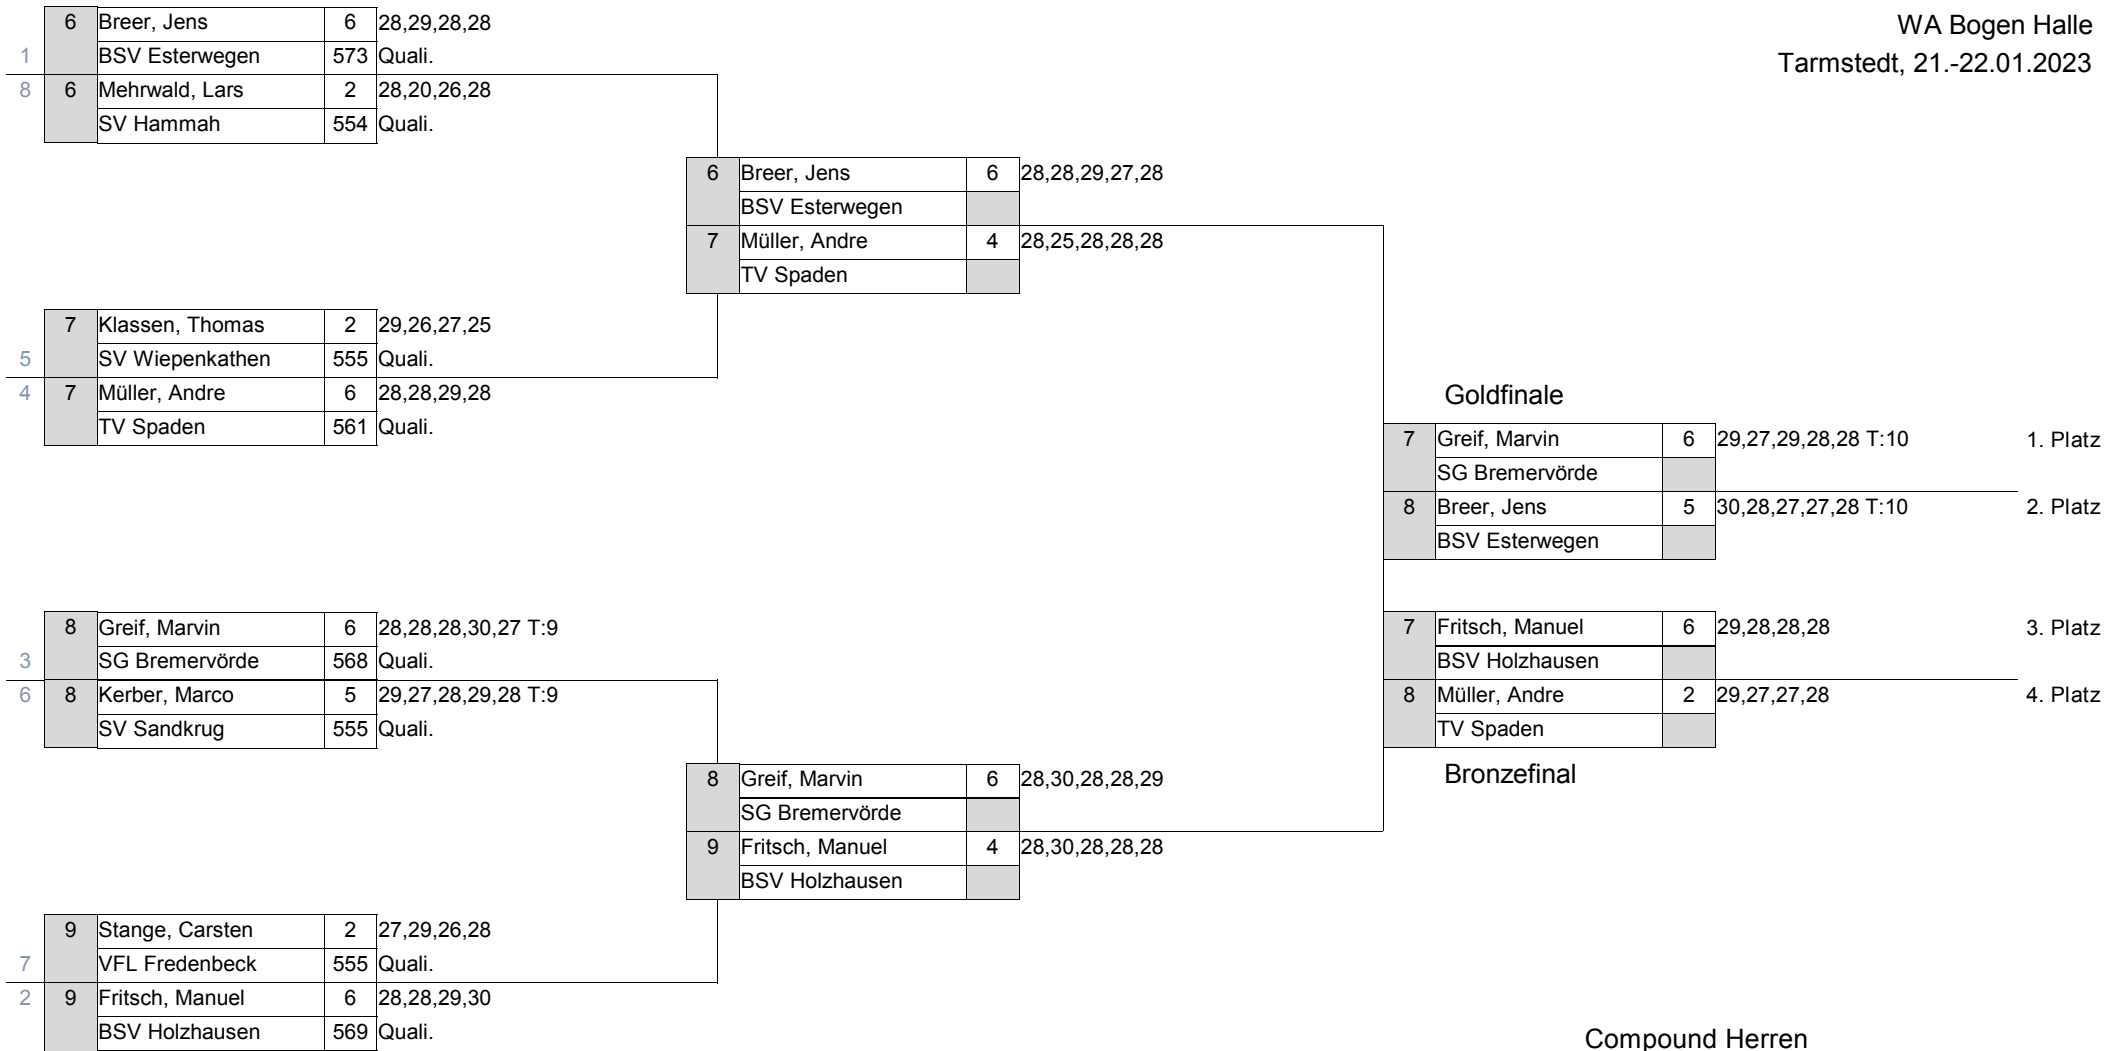 WA Bogen Halle
Tarmstedt, 21.-22.01.2023
6 Breer, Jens 6 28,29,28,28
1 BSV Esterwegen 573 Quali.
8 6 Mehrwald, Lars 2 28,20,26,28
SV Hammah 554 Quali.
6 Breer, Jens 6 28,28,29,27,28
BSV Esterwegen
7 Müller, Andre 4 28,25,28,28,28
TV Spaden
7 Klassen, Thomas 2 29,26,27,25
5 SV Wiepenkathen 555 Quali.
4 7 Müller, Andre 6 28,28,29,28
TV Spaden 561 Quali.
Goldfinale
7 Greif, Marvin 6 29,27,29,28,28 T:10 1. Platz
SG Bremervörde
8 Breer, Jens 5 30,28,27,27,28 T:10 2. Platz
BSV Esterwegen
8 Greif, Marvin 6 28,28,28,30,27 T:9
3 SG Bremervörde 568 Quali.
6 8 Kerber, Marco 5 29,27,28,29,28 T:9
SV Sandkrug 555 Quali.
7 Fritsch, Manuel 6 29,28,28,28 3. Platz
BSV Holzhausen
8 Müller, Andre 2 29,27,27,28 4. Platz
TV Spaden
Bronzefinal
8 Greif, Marvin 6 28,30,28,28,29
SG Bremervörde
9 Fritsch, Manuel 4 28,30,28,28,28
BSV Holzhausen
9 Stange, Carsten 2 27,29,26,28
7 VFL Fredenbeck 555 Quali.
2 9 Fritsch, Manuel 6 28,28,29,30
BSV Holzhausen 569 Quali.
Compound Herren